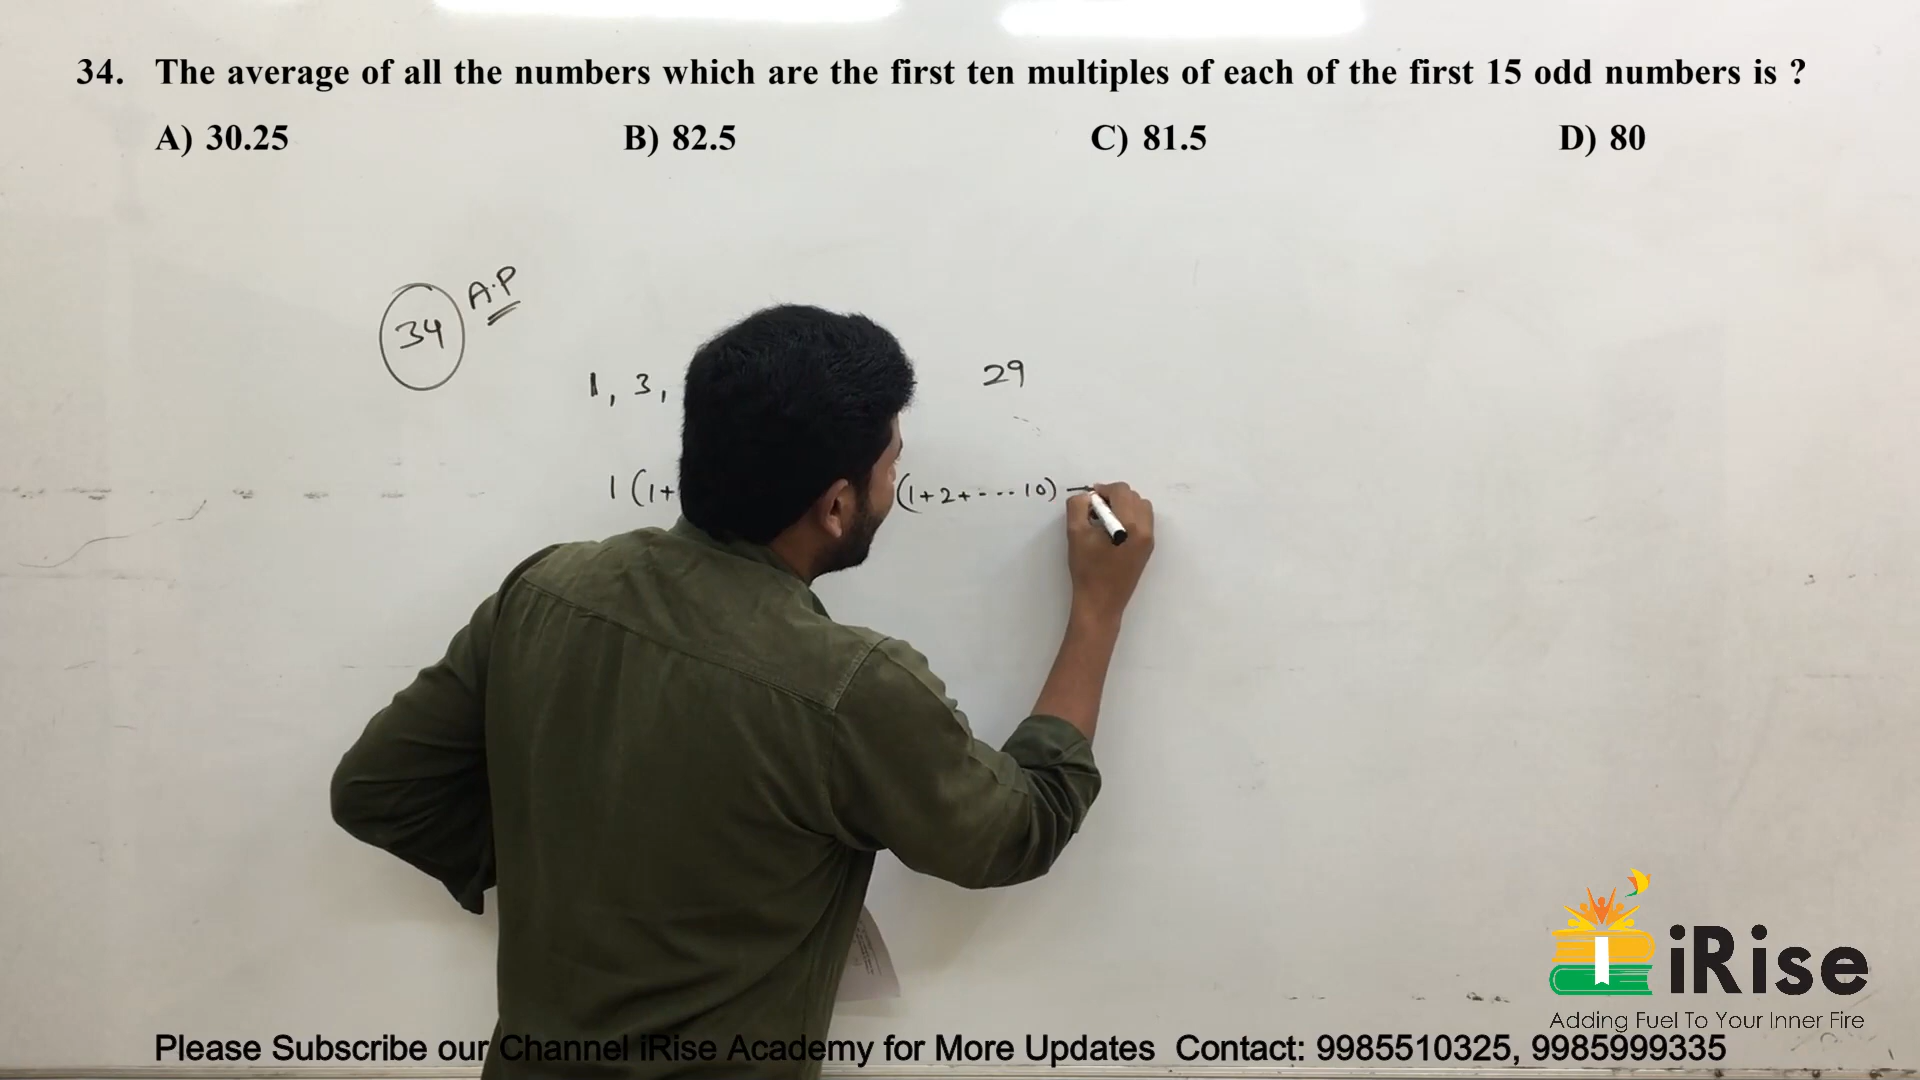 34. The average of all the numbers which are the first ten multiples of each of the first 15 odd numbers is ?
A) 30.25 B) 82.5 C) 81.5 D) 80
34 A.P
1, 3, 29
1(1+ (1+2+---10)
iRise
Adding Fuel To Your Inner Fire
Please Subscribe our Channel iRise Academy for More Updates Contact: 9985510325, 9985999335